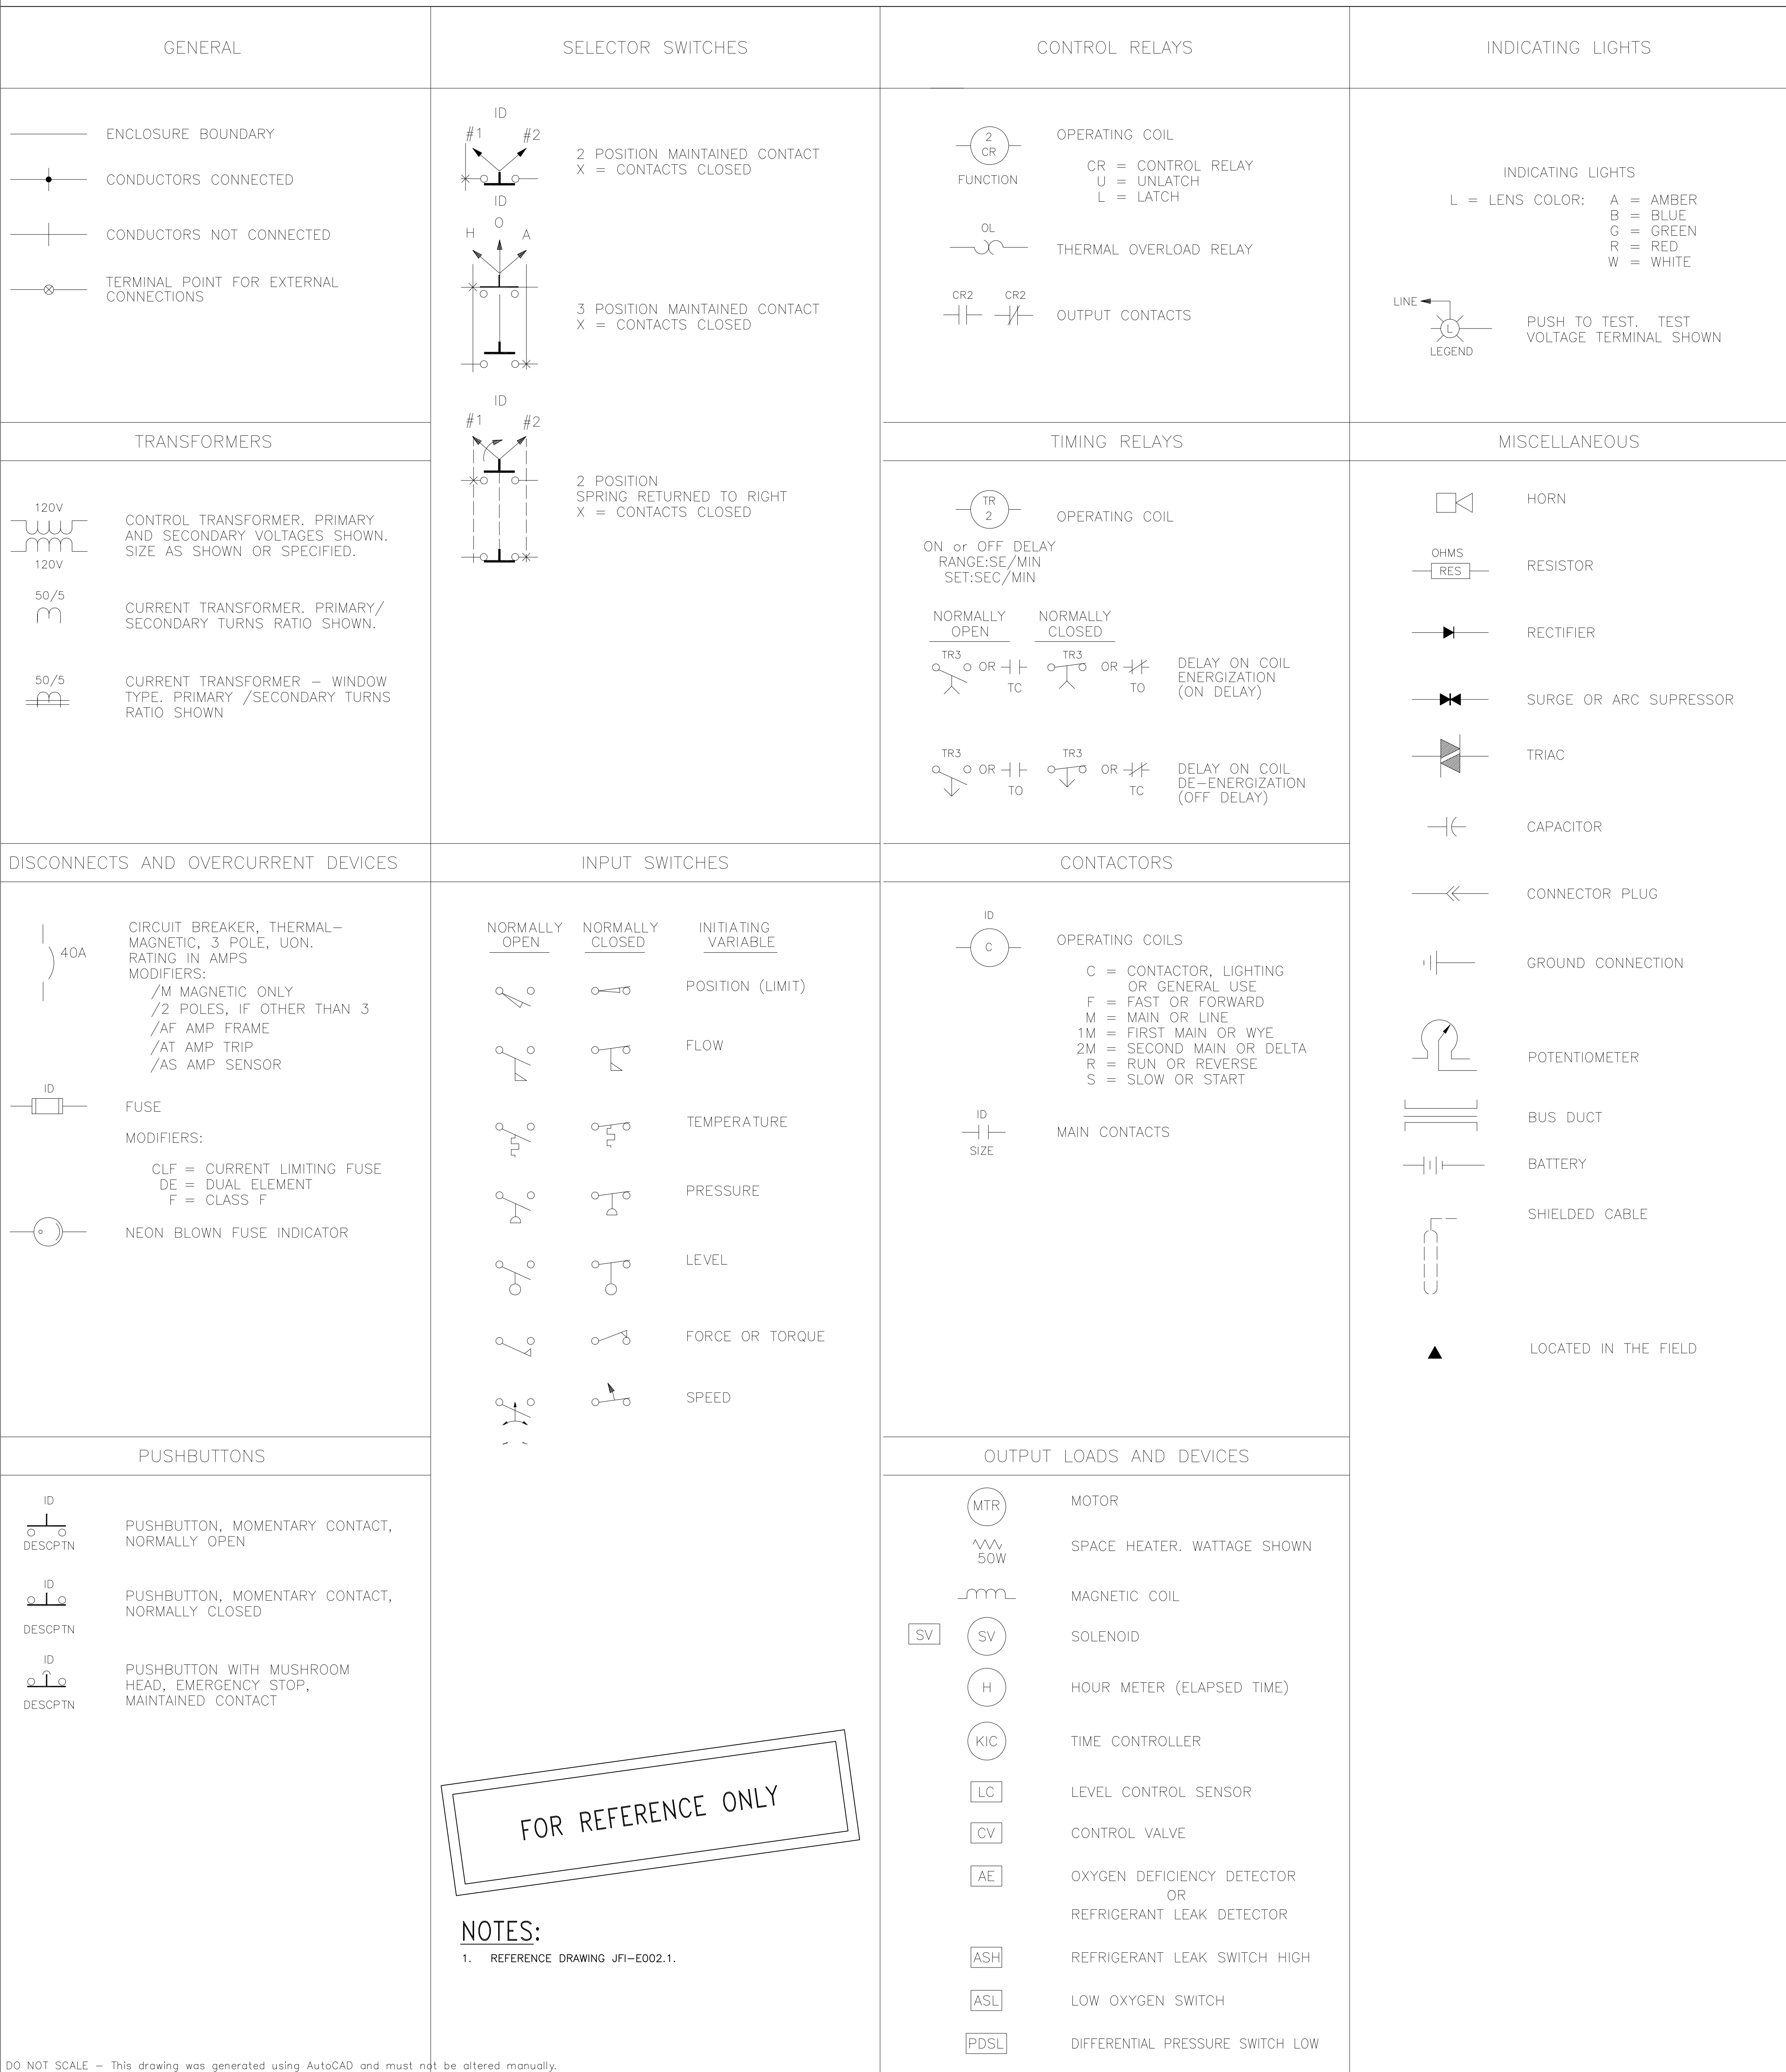 GENERAL
ENCLOSURE BOUNDARY
CONDUCTORS CONNECTED
CONDUCTORS NOT CONNECTED
TERMINAL POINT FOR EXTERNAL
CONNECTIONS
TRANSFORMERS
120V
120V
CONTROL TRANSFORMER. PRIMARY
AND SECONDARY VOLTAGES SHOWN.
SIZE AS SHOWN OR SPECIFIED.
50/5
CURRENT TRANSFORMER. PRIMARY/
SECONDARY TURNS RATIO SHOWN.
50/5
CURRENT TRANSFORMER – WINDOW
TYPE. PRIMARY /SECONDARY TURNS
RATIO SHOWN
DISCONNECTS AND OVERCURRENT DEVICES
40A
CIRCUIT BREAKER, THERMAL–
MAGNETIC, 3 POLE, UON.
RATING IN AMPS
MODIFIERS:
/M MAGNETIC ONLY
/2 POLES, IF OTHER THAN 3
/AF AMP FRAME
/AT AMP TRIP
/AS AMP SENSOR
ID
FUSE
MODIFIERS:
CLF = CURRENT LIMITING FUSE
DE = DUAL ELEMENT
F = CLASS F
NEON BLOWN FUSE INDICATOR
PUSHBUTTONS
ID
DESCPTN
PUSHBUTTON, MOMENTARY CONTACT,
NORMALLY OPEN
ID
DESCPTN
PUSHBUTTON, MOMENTARY CONTACT,
NORMALLY CLOSED
ID
DESCPTN
PUSHBUTTON WITH MUSHROOM
HEAD, EMERGENCY STOP,
MAINTAINED CONTACT
SELECTOR SWITCHES
ID
#1 #2
2 POSITION MAINTAINED CONTACT
X = CONTACTS CLOSED
ID
O
H A
3 POSITION MAINTAINED CONTACT
X = CONTACTS CLOSED
ID
#1 #2
2 POSITION
SPRING RETURNED TO RIGHT
X = CONTACTS CLOSED
INPUT SWITCHES
NORMALLY NORMALLY INITIATING
OPEN CLOSED VARIABLE
POSITION (LIMIT)
FLOW
TEMPERATURE
PRESSURE
LEVEL
FORCE OR TORQUE
SPEED
FOR REFERENCE ONLY
NOTES:
1. REFERENCE DRAWING JFI–E002.1.
CONTROL RELAYS
2
CR
FUNCTION
OPERATING COIL
CR = CONTROL RELAY
U = UNLATCH
L = LATCH
OL
THERMAL OVERLOAD RELAY
CR2 CR2
OUTPUT CONTACTS
TIMING RELAYS
TR
2
OPERATING COIL
ON or OFF DELAY
RANGE:SE/MIN
SET:SEC/MIN
NORMALLY NORMALLY
OPEN CLOSED
TR3 TR3
OR OR
TC TO
DELAY ON COIL
ENERGIZATION
(ON DELAY)
TR3 TR3
OR OR
TO TC
DELAY ON COIL
DE–ENERGIZATION
(OFF DELAY)
CONTACTORS
ID
C
OPERATING COILS
C = CONTACTOR, LIGHTING
OR GENERAL USE
F = FAST OR FORWARD
M = MAIN OR LINE
1M = FIRST MAIN OR WYE
2M = SECOND MAIN OR DELTA
R = RUN OR REVERSE
S = SLOW OR START
ID
SIZE
MAIN CONTACTS
OUTPUT LOADS AND DEVICES
MTR MOTOR
50W
SPACE HEATER. WATTAGE SHOWN
MAGNETIC COIL
SV SV SOLENOID
H HOUR METER (ELAPSED TIME)
KIC TIME CONTROLLER
LC LEVEL CONTROL SENSOR
CV CONTROL VALVE
AE OXYGEN DEFICIENCY DETECTOR
OR
REFRIGERANT LEAK DETECTOR
ASH REFRIGERANT LEAK SWITCH HIGH
ASL LOW OXYGEN SWITCH
PDSL DIFFERENTIAL PRESSURE SWITCH LOW
INDICATING LIGHTS
INDICATING LIGHTS
L = LENS COLOR: A = AMBER
B = BLUE
G = GREEN
R = RED
W = WHITE
LINE
L
LEGEND
PUSH TO TEST. TEST
VOLTAGE TERMINAL SHOWN
MISCELLANEOUS
HORN
OHMS
RES
RESISTOR
RECTIFIER
SURGE OR ARC SUPRESSOR
TRIAC
CAPACITOR
CONNECTOR PLUG
GROUND CONNECTION
POTENTIOMETER
BUS DUCT
BATTERY
SHIELDED CABLE
LOCATED IN THE FIELD
DO NOT SCALE – This drawing was generated using AutoCAD and must not be altered manually.